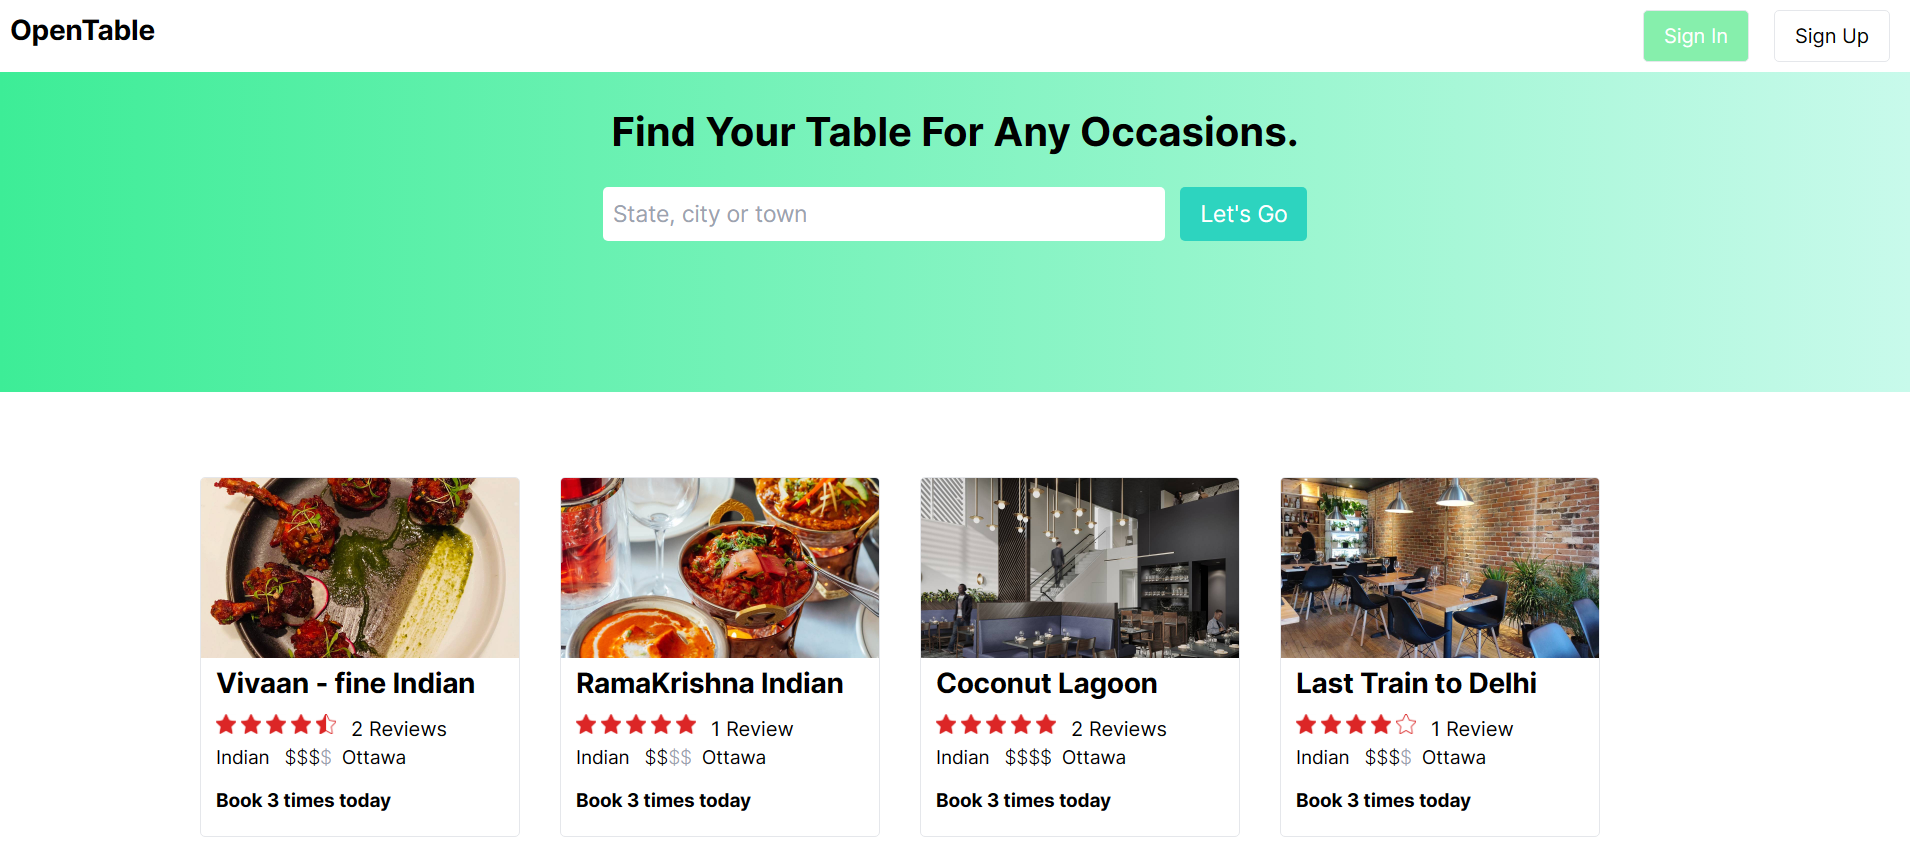 OpenTable
Sign In
Sign Up
Find Your Table For Any Occasions.
State, city or town
Let's Go
Vivaan - fine Indian
2 Reviews
Indian $$$$ Ottawa
Book 3 times today
RamaKrishna Indian
1 Review
Indian $$$$ Ottawa
Book 3 times today
Coconut Lagoon
2 Reviews
Indian $$$$ Ottawa
Book 3 times today
Last Train to Delhi
1 Review
Indian $$$$ Ottawa
Book 3 times today